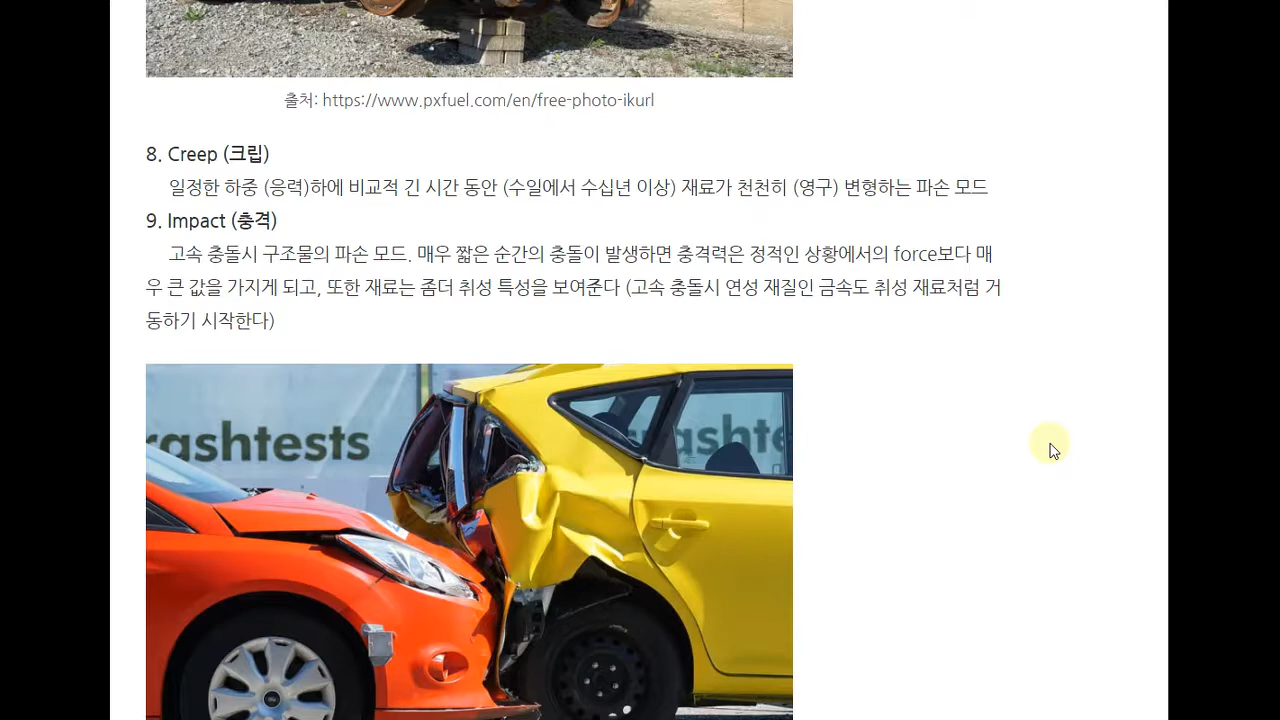 출처: https://www.pxfuel.com/en/free-photo-ikurl
8. Creep (크립)
일정한 하중 (응력)하에 비교적 긴 시간 동안 (수일에서 수십년 이상) 재료가 천천히 (영구) 변형하는 파손 모드
9. Impact (충격)
고속 충돌시 구조물의 파손 모드. 매우 짧은 순간의 충돌이 발생하면 충격력은 정적인 상황에서의 force보다 매
우 큰 값을 가지게 되고, 또한 재료는 좀더 취성 특성을 보여준다 (고속 충돌시 연성 재질인 금속도 취성 재료처럼 거
동하기 시작한다)
rashtests
rashte